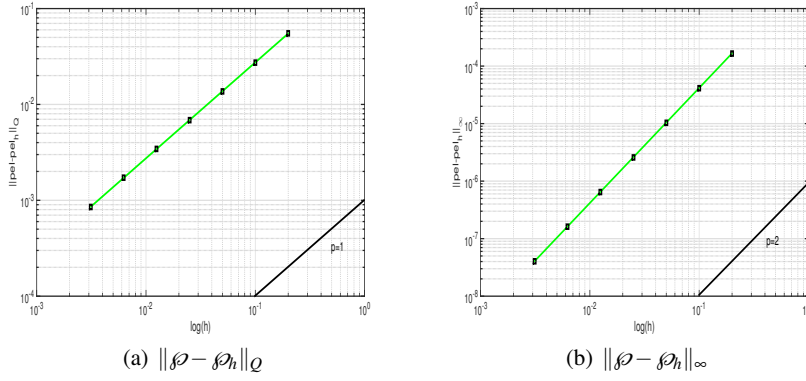 10^-1
10^-2
10^-3
10^-4
||pel-pel_h||_Q
p=1
10^-3
10^-2
10^-1
10^0
log(h)
(a) ‖℘−℘_h‖_Q
10^-3
10^-4
10^-5
10^-6
10^-7
10^-8
||pel-pel_h||_∞
p=2
10^-3
10^-2
10^-1
log(h)
(b) ‖℘−℘_h‖_∞